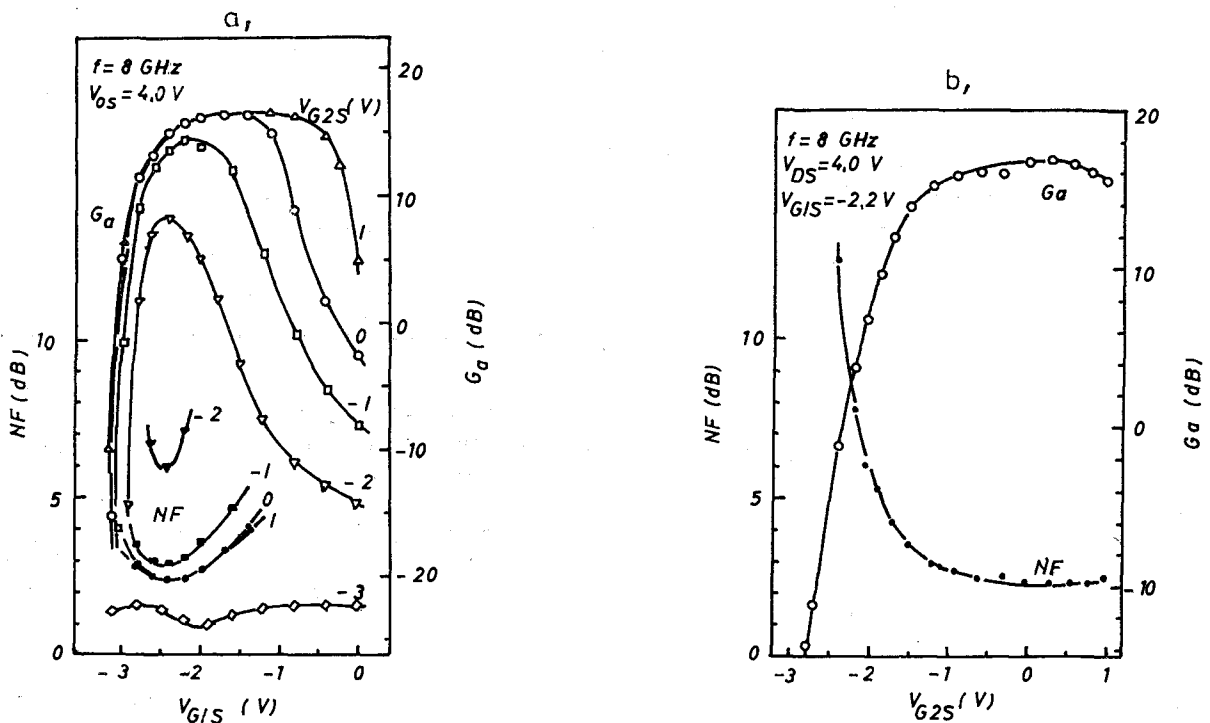 a,
f = 8 GHz
V_OS = 4,0 V
V_G2S (V)
G_a
1
0
-1
-2
-2
-1
0
1
NF
-3
NF (dB)
10
5
0
20
10
0
-10
-20
G_a (dB)
-3 -2 -1 0
V_G1S (V)
b,
f = 8 GHz
V_DS = 4,0 V
V_G1S = -2,2 V
Ga
NF
NF (dB)
10
5
0
20
10
0
-10
Ga (dB)
-3 -2 -1 0 1
V_G2S (V)